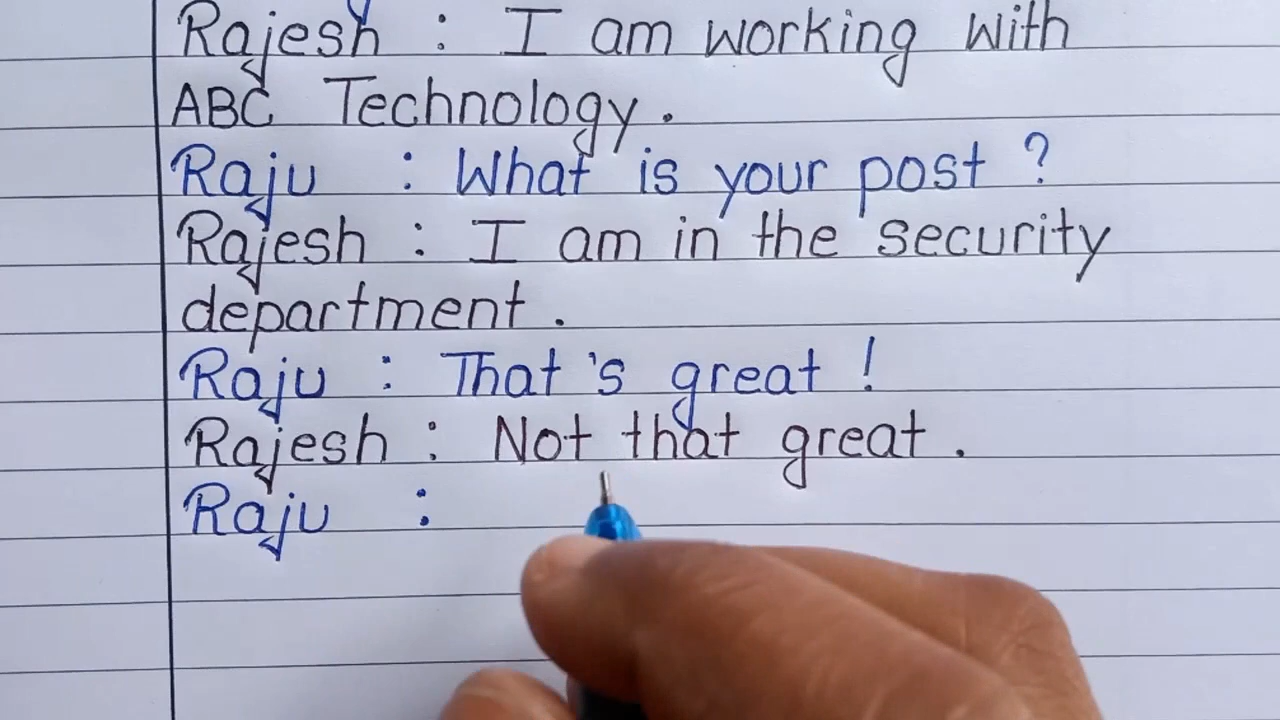 Rajesh : I am working with
ABC Technology.
Raju : What is your post ?
Rajesh : I am in the security
department.
Raju : That's great !
Rajesh : Not that great.
Raju :